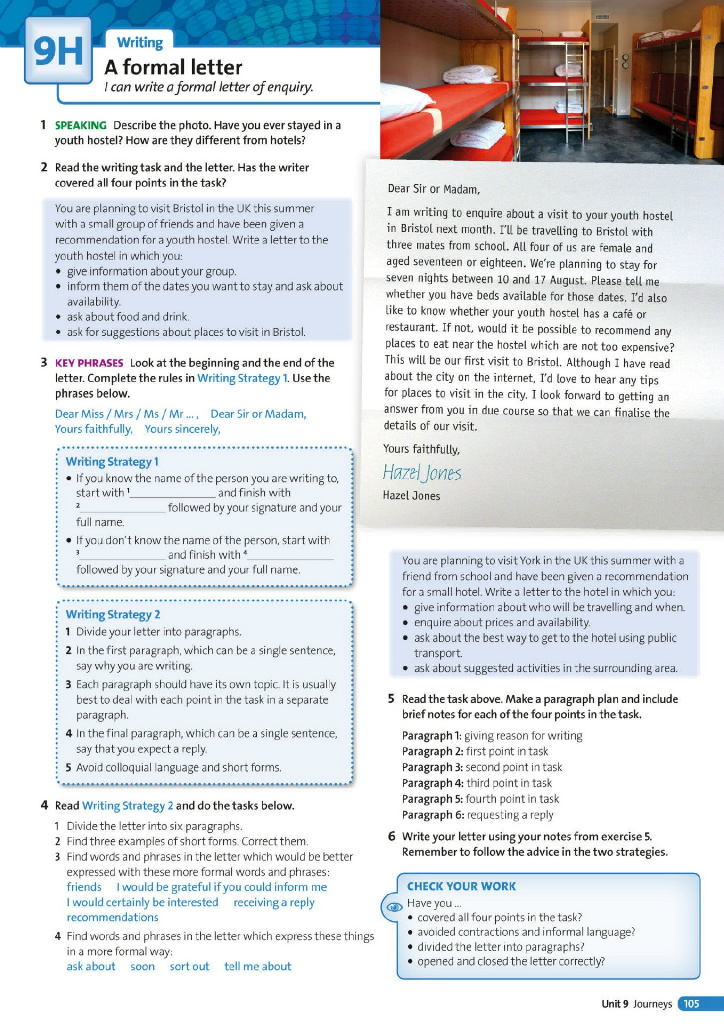 9H
Writing
A formal letter
I can write a formal letter of enquiry.
1 SPEAKING Describe the photo. Have you ever stayed in a
youth hostel? How are they different from hotels?
2 Read the writing task and the letter. Has the writer
covered all four points in the task?
You are planning to visit Bristol in the UK this summer
with a small group of friends and have been given a
recommendation for a youth hostel. Write a letter to the
youth hostel in which you:
• give information about your group.
• inform them of the dates you want to stay and ask about
availability.
• ask about food and drink.
• ask for suggestions about places to visit in Bristol.
3 KEY PHRASES Look at the beginning and the end of the
letter. Complete the rules in Writing Strategy 1. Use the
phrases below.
Dear Miss / Mrs / Ms / Mr ... , Dear Sir or Madam,
Yours faithfully, Yours sincerely,
Writing Strategy 1
• If you know the name of the person you are writing to,
start with 1______________ and finish with
2______________ followed by your signature and your
full name.
• If you don't know the name of the person, start with
3______________ and finish with 4______________
followed by your signature and your full name.
Writing Strategy 2
1 Divide your letter into paragraphs.
2 In the first paragraph, which can be a single sentence,
say why you are writing.
3 Each paragraph should have its own topic. It is usually
best to deal with each point in the task in a separate
paragraph.
4 In the final paragraph, which can be a single sentence,
say that you expect a reply.
5 Avoid colloquial language and short forms.
4 Read Writing Strategy 2 and do the tasks below.
1 Divide the letter into six paragraphs.
2 Find three examples of short forms. Correct them.
3 Find words and phrases in the letter which would be better
expressed with these more formal words and phrases:
friends I would be grateful if you could inform me
I would certainly be interested receiving a reply
recommendations
4 Find words and phrases in the letter which express these things
in a more formal way:
ask about soon sort out tell me about
Dear Sir or Madam,
I am writing to enquire about a visit to your youth hostel
in Bristol next month. I'll be travelling to Bristol with
three mates from school. All four of us are female and
aged seventeen or eighteen. We're planning to stay for
seven nights between 10 and 17 August. Please tell me
whether you have beds available for those dates. I'd also
like to know whether your youth hostel has a café or
restaurant. If not, would it be possible to recommend any
places to eat near the hostel which are not too expensive?
This will be our first visit to Bristol. Although I have read
about the city on the internet, I'd love to hear any tips
for places to visit in the city. I look forward to getting an
answer from you in due course so that we can finalise the
details of our visit.
Yours faithfully,
Hazel Jones
Hazel Jones
You are planning to visit York in the UK this summer with a
friend from school and have been given a recommendation
for a small hotel. Write a letter to the hotel in which you:
• give information about who will be travelling and when.
• enquire about prices and availability.
• ask about the best way to get to the hotel using public
transport.
• ask about suggested activities in the surrounding area.
5 Read the task above. Make a paragraph plan and include
brief notes for each of the four points in the task.
Paragraph 1: giving reason for writing
Paragraph 2: first point in task
Paragraph 3: second point in task
Paragraph 4: third point in task
Paragraph 5: fourth point in task
Paragraph 6: requesting a reply
6 Write your letter using your notes from exercise 5.
Remember to follow the advice in the two strategies.
CHECK YOUR WORK
Have you ...
• covered all four points in the task?
• avoided contractions and informal language?
• divided the letter into paragraphs?
• opened and closed the letter correctly?
Unit 9 Journeys 105